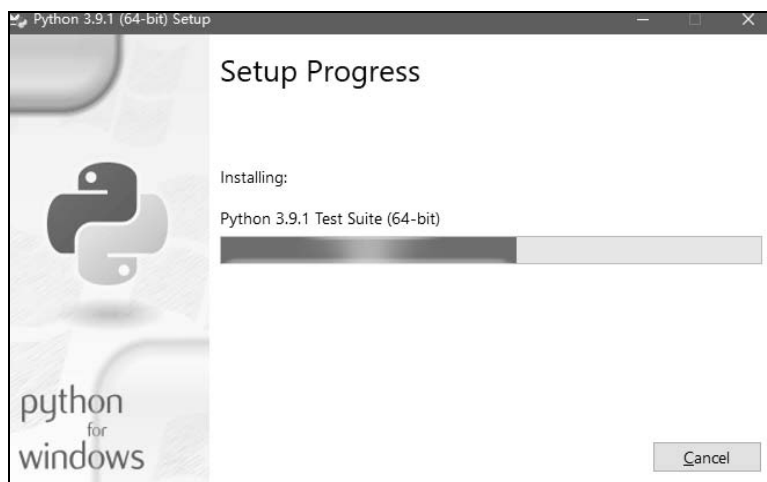 Python 3.9.1 (64-bit) Setup
Setup Progress
Installing:
Python 3.9.1 Test Suite (64-bit)
python
for
windows
Cancel